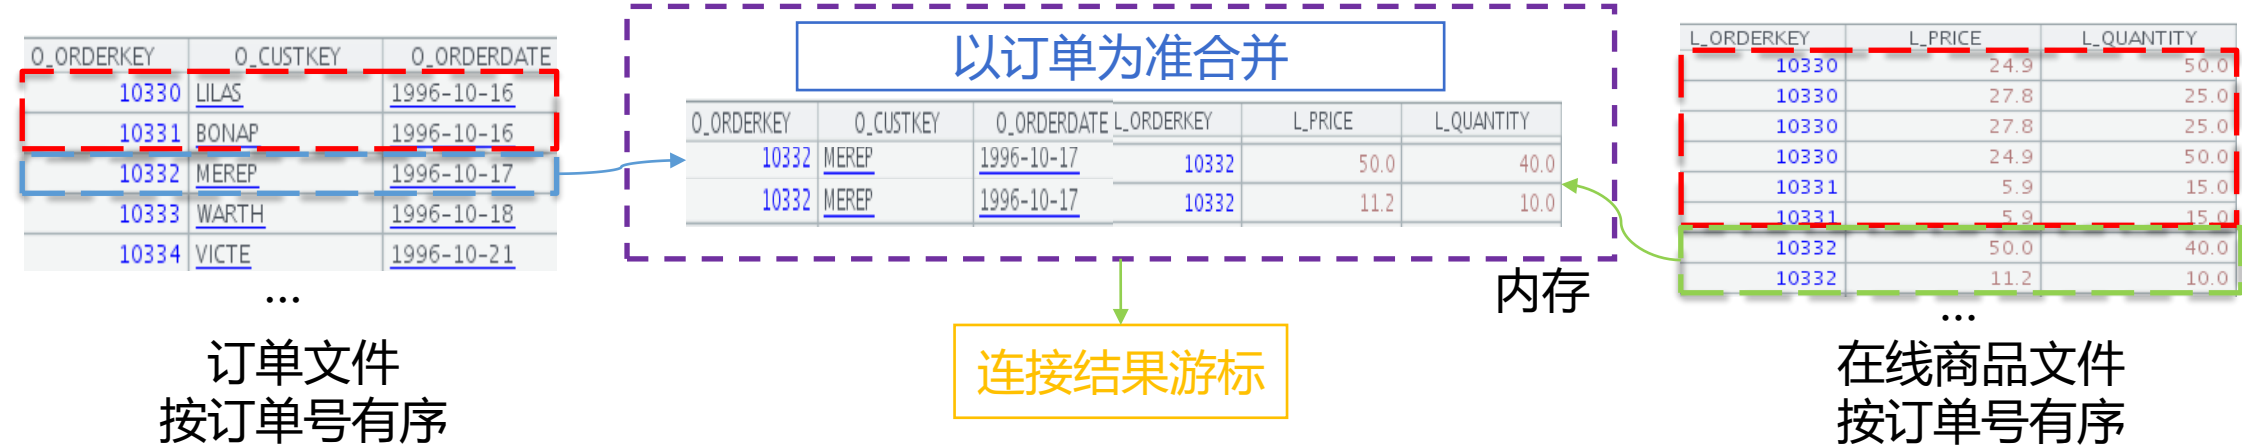 O_ORDERKEY O_CUSTKEY O_ORDERDATE
10330 LILAS 1996-10-16
10331 BONAP 1996-10-16
10332 MEREP 1996-10-17
10333 WARTH 1996-10-18
10334 VICTE 1996-10-21
...
订单文件
按订单号有序
以订单为准合并
O_ORDERKEY O_CUSTKEY O_ORDERDATE L_ORDERKEY L_PRICE L_QUANTITY
10332 MEREP 1996-10-17 10332 50.0 40.0
10332 MEREP 1996-10-17 10332 11.2 10.0
内存
连接结果游标
L_ORDERKEY L_PRICE L_QUANTITY
10330 24.9 50.0
10330 27.8 25.0
10330 27.8 25.0
10330 24.9 50.0
10331 5.9 15.0
10331 5.9 15.0
10332 50.0 40.0
10332 11.2 10.0
...
在线商品文件
按订单号有序